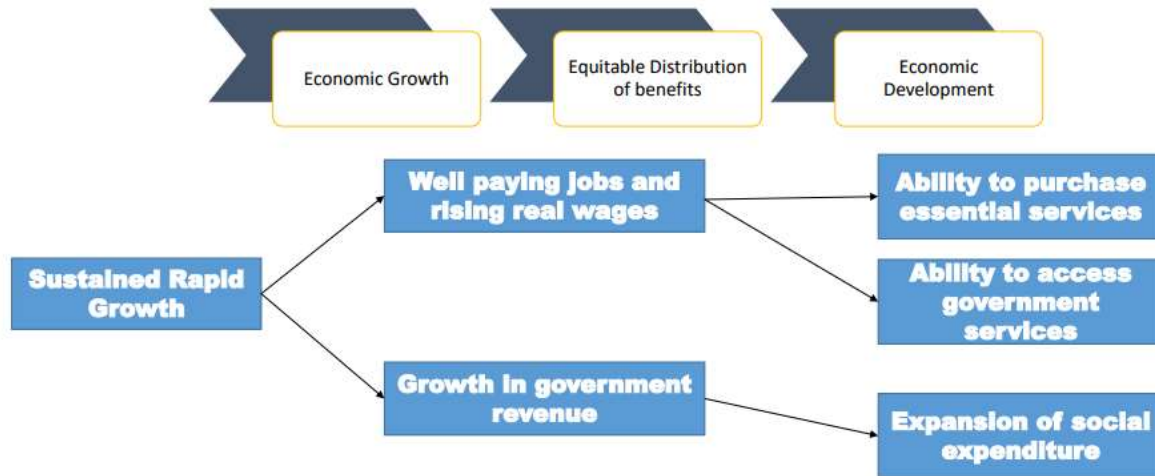 Economic Growth
Equitable Distribution
of benefits
Economic
Development
Well paying jobs and
rising real wages
Ability to purchase
essential services
Sustained Rapid
Growth
Ability to access
government
services
Growth in government
revenue
Expansion of social
expenditure